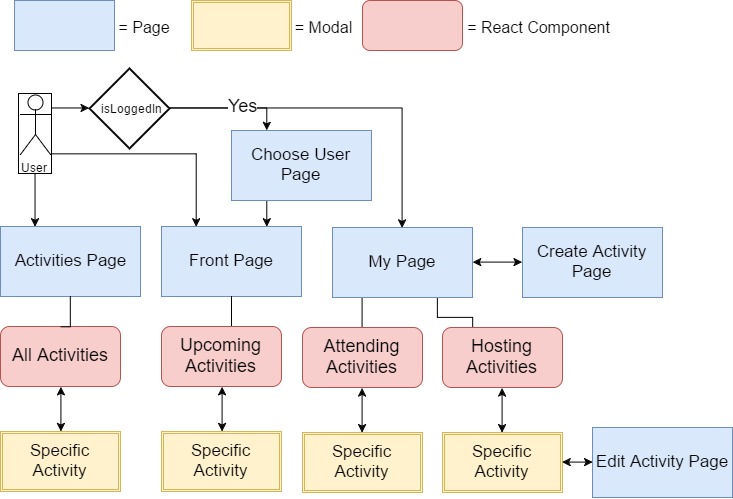 = Page
= Modal
= React Component
isLoggedIn
Yes
User
Choose User
Page
Activities Page
Front Page
My Page
Create Activity
Page
All Activities
Upcoming
Activities
Attending
Activities
Hosting
Activities
Specific
Activity
Specific
Activity
Specific
Activity
Specific
Activity
Edit Activity Page